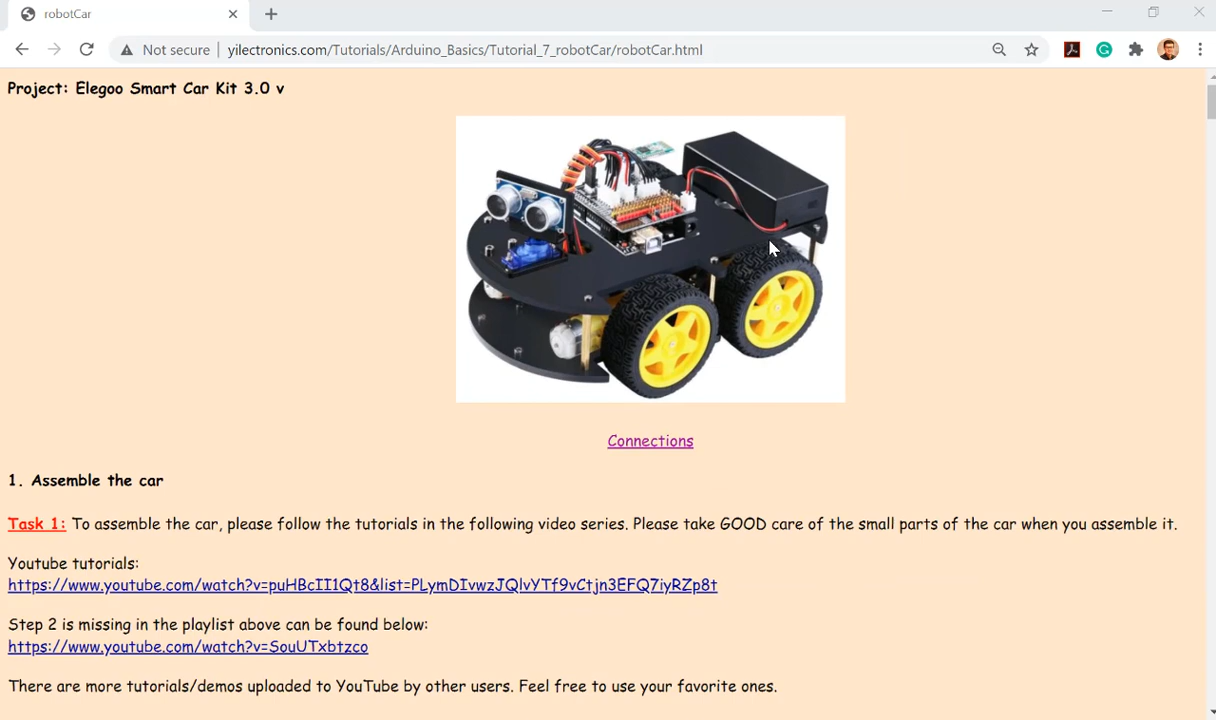 robotCar
Not secure
yilectronics.com/Tutorials/Arduino_Basics/Tutorial_7_robotCar/robotCar.html
Project: Elegoo Smart Car Kit 3.0 v
Connections
1. Assemble the car
Task 1: To assemble the car, please follow the tutorials in the following video series. Please take GOOD care of the small parts of the car when you assemble it.
Youtube tutorials:
https://www.youtube.com/watch?v=puHBcII1Qt8&list=PLymDIvwzJQlvYTf9vCtjn3EFQ7iyRZp8t
Step 2 is missing in the playlist above can be found below:
https://www.youtube.com/watch?v=SouUTxbtzco
There are more tutorials/demos uploaded to YouTube by other users. Feel free to use your favorite ones.